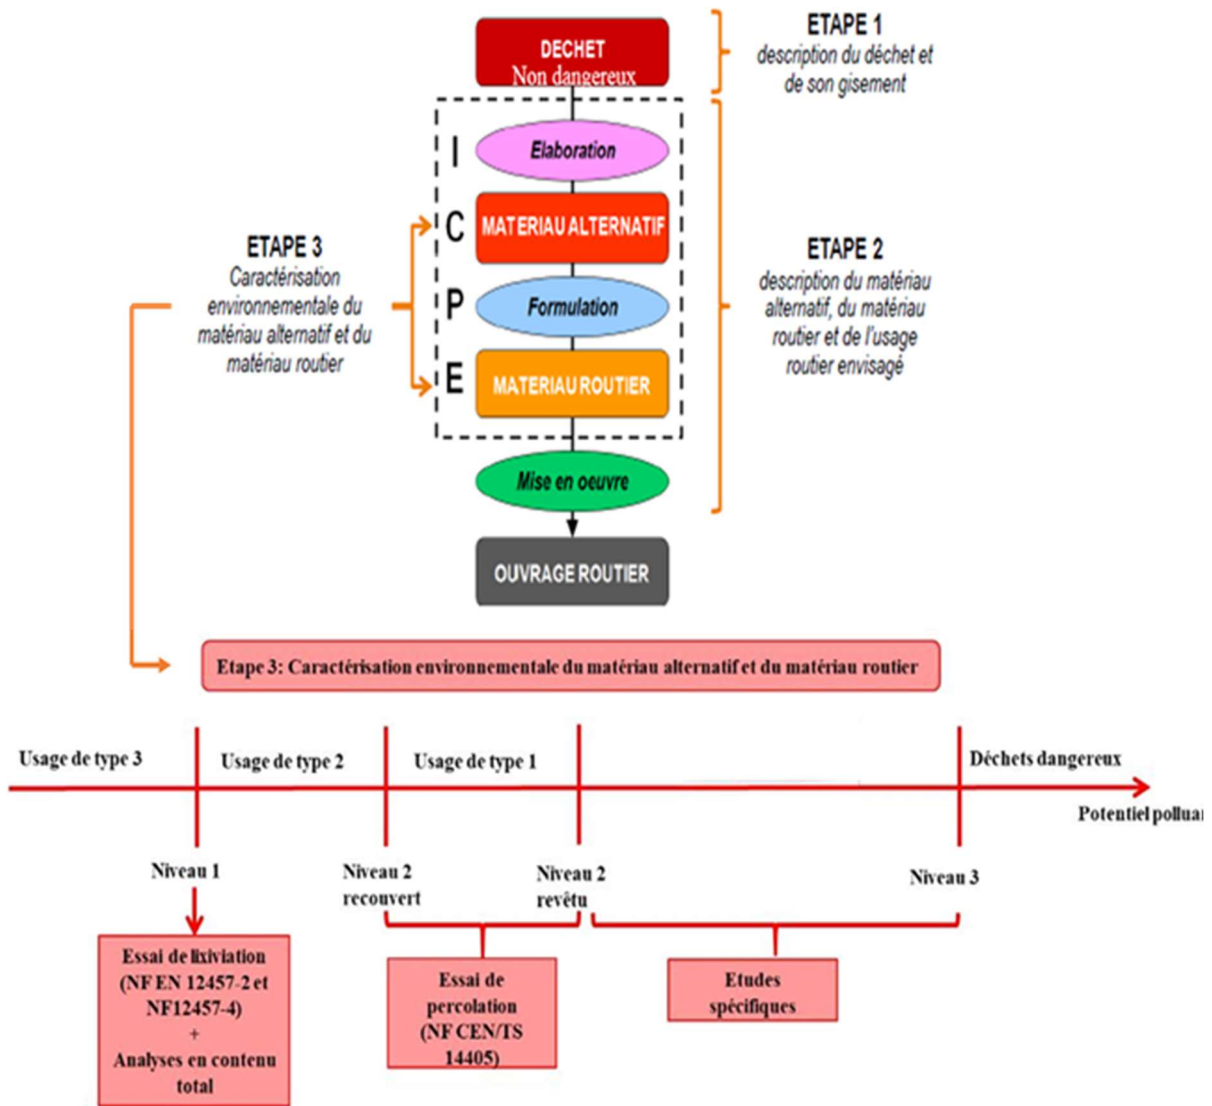 DECHET
Non dangereux
ETAPE 1
description du déchet et
de son gisement
I
Elaboration
C
MATERIAU ALTERNATIF
P
Formulation
E
MATERIAU ROUTIER
Mise en oeuvre
OUVRAGE ROUTIER
ETAPE 2
description du matériau
alternatif, du matériau
routier et de l'usage
routier envisagé
ETAPE 3
Caractérisation
environnementale du
matériau alternatif et du
matériau routier
Etape 3: Caractérisation environnementale du matériau alternatif et du matériau routier
Usage de type 3
Usage de type 2
Usage de type 1
Déchets dangereux
Potentiel polluan
Niveau 1
Niveau 2
recouvert
Niveau 2
revêtu
Niveau 3
Essai de lixiviation
(NF EN 12457-2 et
NF12457-4)
+
Analyses en contenu
total
Essai de
percolation
(NF CEN/TS
14405)
Etudes
spécifiques